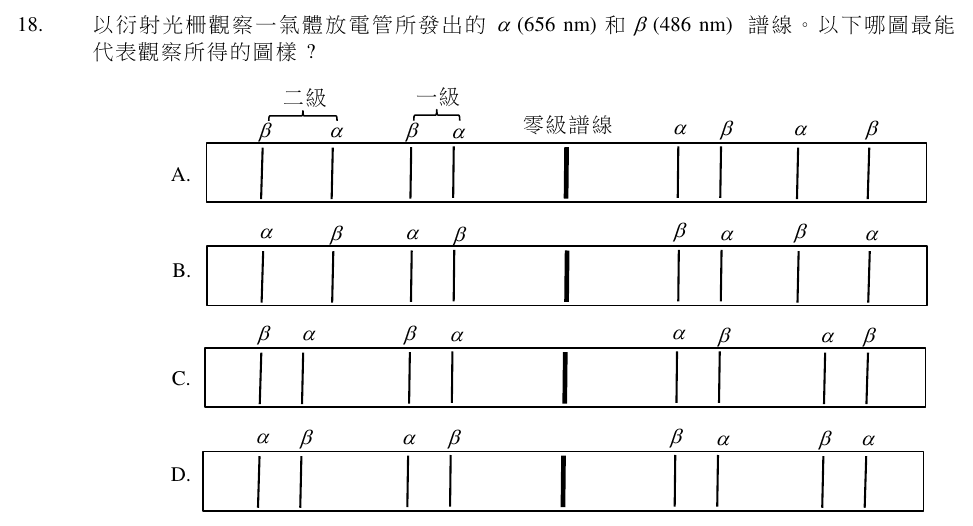 18. 以衍射光柵觀察一氣體放電管所發出的 α (656 nm) 和 β (486 nm) 譜線。以下哪圖最能
代表觀察所得的圖樣？
二級 一級
β α β α 零級譜線 α β α β
A.
α β α β β α β α
B.
β α β α α β α β
C.
α β α β β α β α
D.